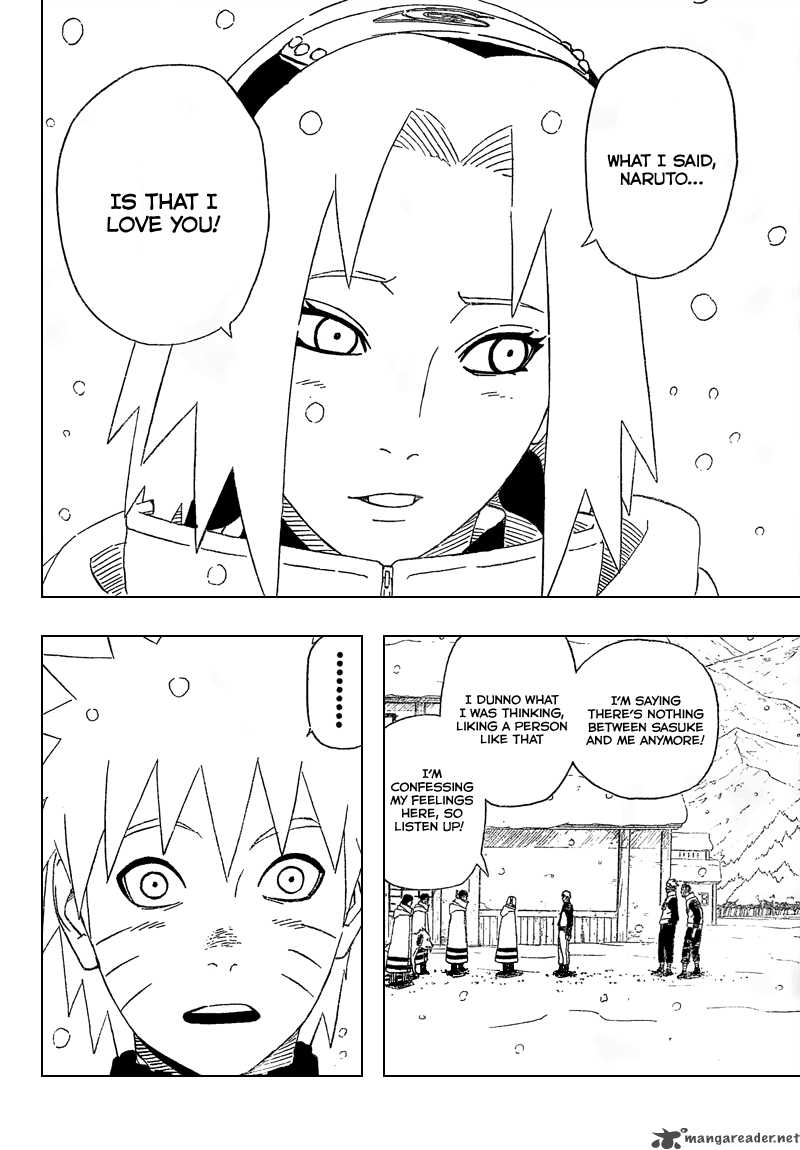 WHAT I SAID,
NARUTO...
IS THAT I
LOVE YOU!
I'M SAYING
THERE'S NOTHING
BETWEEN SASUKE
AND ME ANYMORE!
I DUNNO WHAT
I WAS THINKING,
LIKING A PERSON
LIKE THAT
I'M
CONFESSING
MY FEELINGS
HERE, SO
LISTEN UP!
.........
mangareader.net